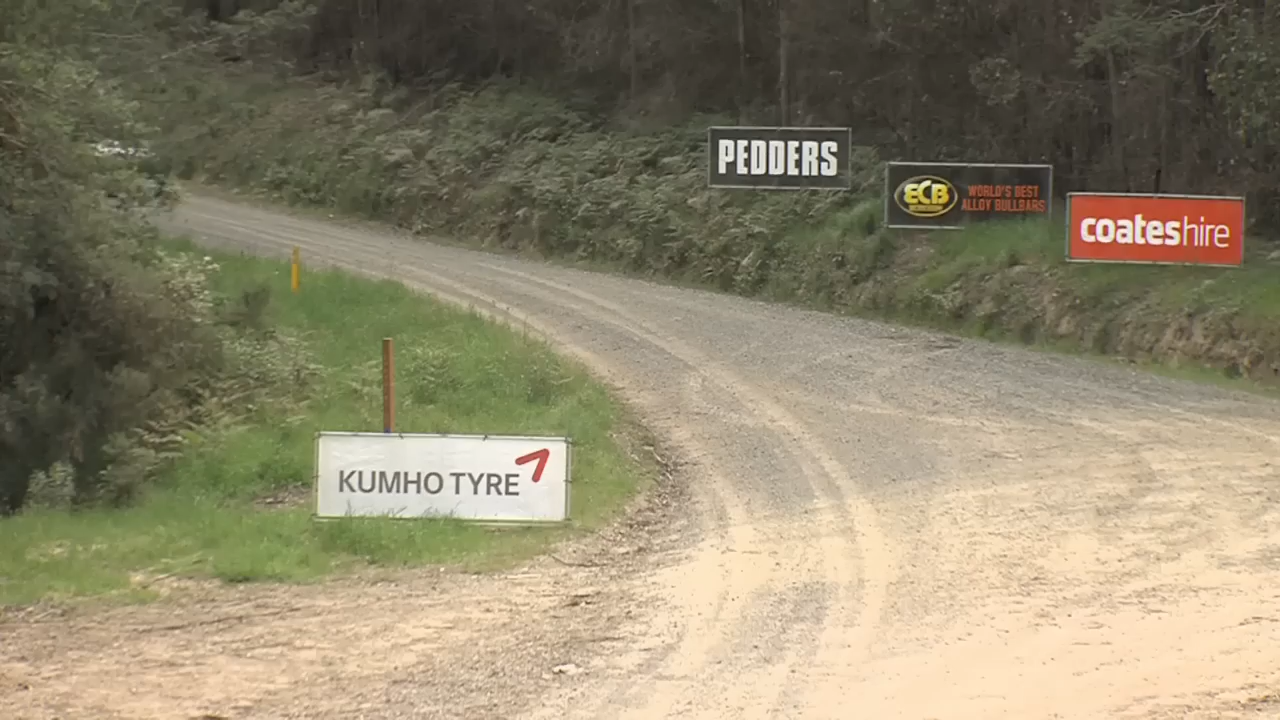 PEDDERS
ECB
WORLD'S BEST
ALLOY BULLBARS
coateshire
KUMHO TYRE